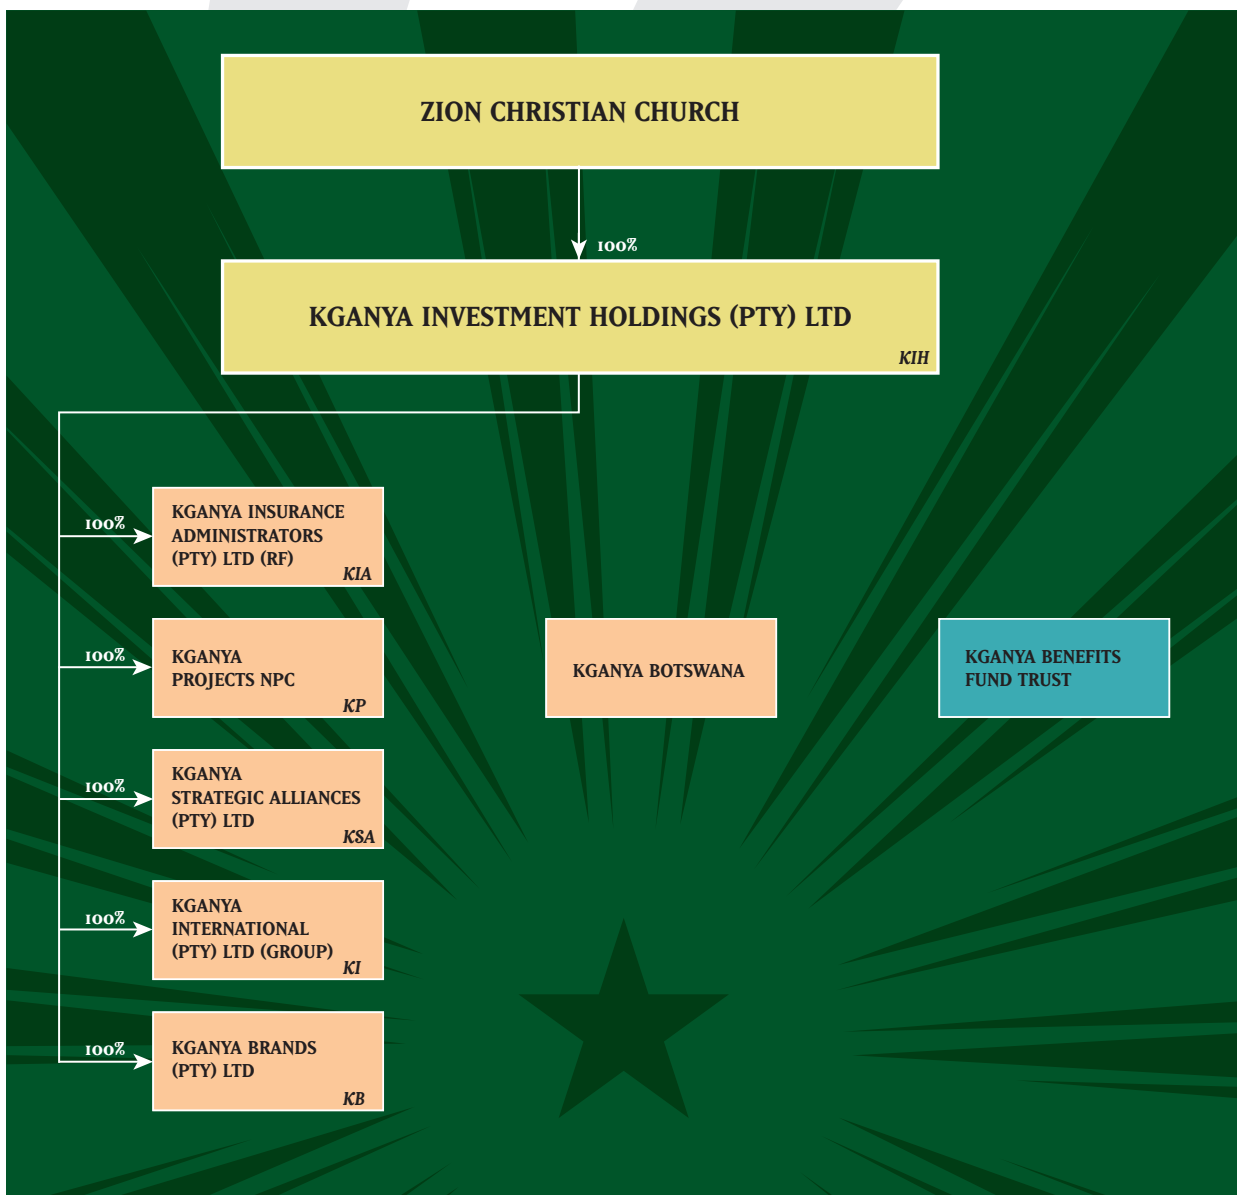 ZION CHRISTIAN CHURCH
100%
KGANYA INVESTMENT HOLDINGS (PTY) LTD
KIH
100%
KGANYA INSURANCE
ADMINISTRATORS
(PTY) LTD (RF)
KIA
100%
KGANYA
PROJECTS NPC
KP
KGANYA BOTSWANA
KGANYA BENEFITS
FUND TRUST
100%
KGANYA
STRATEGIC ALLIANCES
(PTY) LTD
KSA
100%
KGANYA
INTERNATIONAL
(PTY) LTD (GROUP)
KI
100%
KGANYA BRANDS
(PTY) LTD
KB